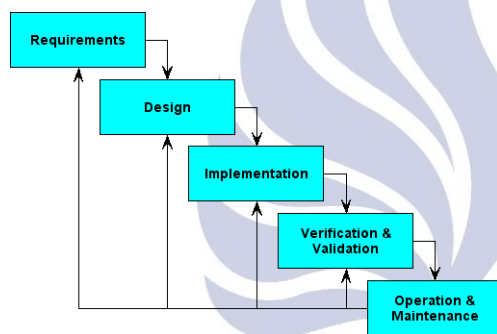 Requirements
Design
Implementation
Verification &
Validation
Operation &
Maintenance